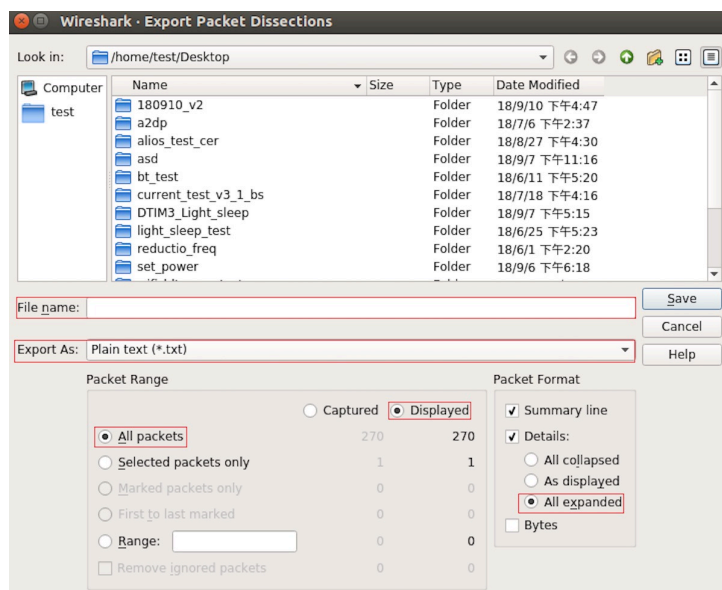 Wireshark · Export Packet Dissections
Look in: /home/test/Desktop
Computer
test
Name Size Type Date Modified
180910_v2 Folder 18/9/10 下午4:47
a2dp Folder 18/7/6 下午2:37
alios_test_cer Folder 18/8/27 下午4:30
asd Folder 18/9/7 下午11:16
bt_test Folder 18/6/11 下午5:20
current_test_v3_1_bs Folder 18/7/18 下午4:16
DTIM3_Light_sleep Folder 18/9/7 下午5:15
light_sleep_test Folder 18/6/25 下午5:23
reductio_freq Folder 18/6/1 下午2:20
set_power Folder 18/9/6 下午6:18
File name: Save
Cancel
Export As: Plain text (*.txt) Help
Packet Range
Captured Displayed
All packets 270 270
Selected packets only 1 1
Marked packets only 0 0
First to last marked 0 0
Range: 0 0
Remove ignored packets 0 0
Packet Format
Summary line
Details:
All collapsed
As displayed
All expanded
Bytes